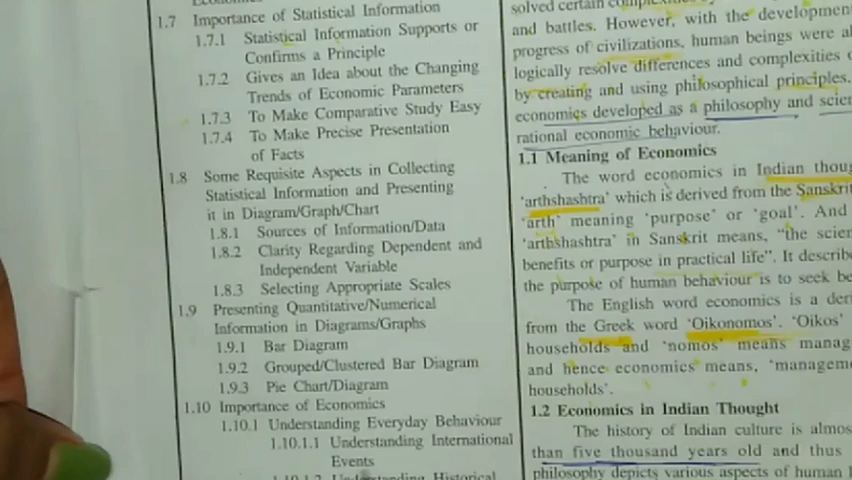 1.7 Importance of Statistical Information
1.7.1 Statistical Information Supports or
Confirms a Principle
1.7.2 Gives an Idea about the Changing
Trends of Economic Parameters
1.7.3 To Make Comparative Study Easy
1.7.4 To Make Precise Presentation
of Facts
1.8 Some Requisite Aspects in Collecting
Statistical Information and Presenting
it in Diagram/Graph/Chart
1.8.1 Sources of Information/Data
1.8.2 Clarity Regarding Dependent and
Independent Variable
1.8.3 Selecting Appropriate Scales
1.9 Presenting Quantitative/Numerical
Information in Diagrams/Graphs
1.9.1 Bar Diagram
1.9.2 Grouped/Clustered Bar Diagram
1.9.3 Pie Chart/Diagram
1.10 Importance of Economics
1.10.1 Understanding Everyday Behaviour
1.10.1.1 Understanding International
Events
Understanding Historical
solved certain
and battles. However, with the
progress of civilizations, human beings were
logically resolve differences and complexities
by creating and using philosophical principles.
economics developed as a philosophy and
rational economic behaviour.
1.1 Meaning of Economics
The word economics in Indian
'arthshashtra' which is derived from the
'arth' meaning 'purpose' or 'goal'. And
'arthshashtra' in Sanskrit means, "the
benefits or purpose in practical life". It
the purpose of human behaviour is to seek
The English word economics is a
from the Greek word 'Oikonomos'. 'Oikos'
households and 'nomos' means
and hence economics means,
households'.
1.2 Economics in Indian Thought
The history of Indian culture is
than five thousand years old and thus
philosophy depicts various aspects of human